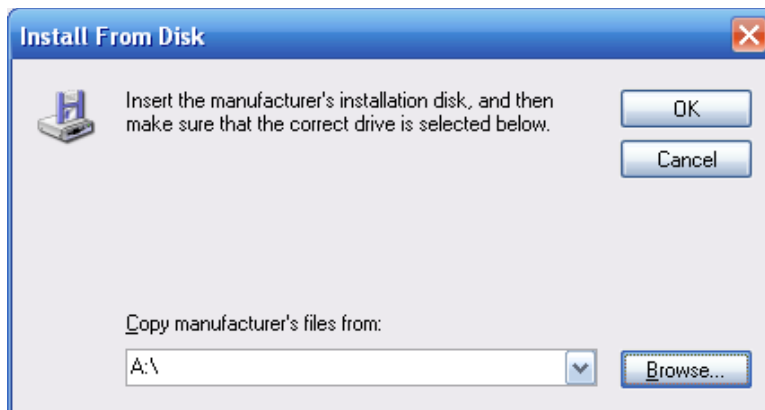 Install From Disk
Insert the manufacturer's installation disk, and then
make sure that the correct drive is selected below.
OK
Cancel
Copy manufacturer's files from:
A:\
Browse...